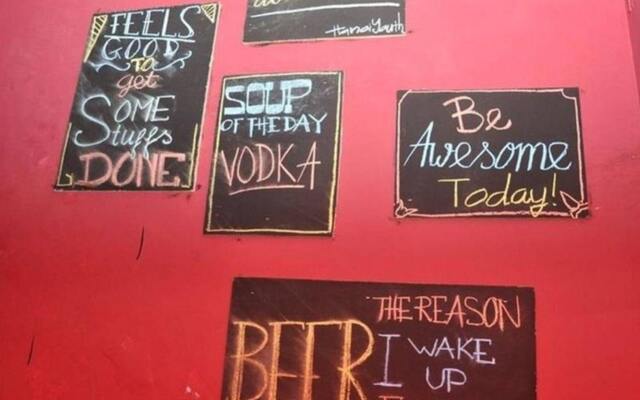 FEELS
GOOD
To
get
SOME
Stuffs
DONE
Hanoi Youth
SOUP
OF THE DAY
VODKA
Be
Awesome
Today!
BEER
THE REASON
I WAKE
UP